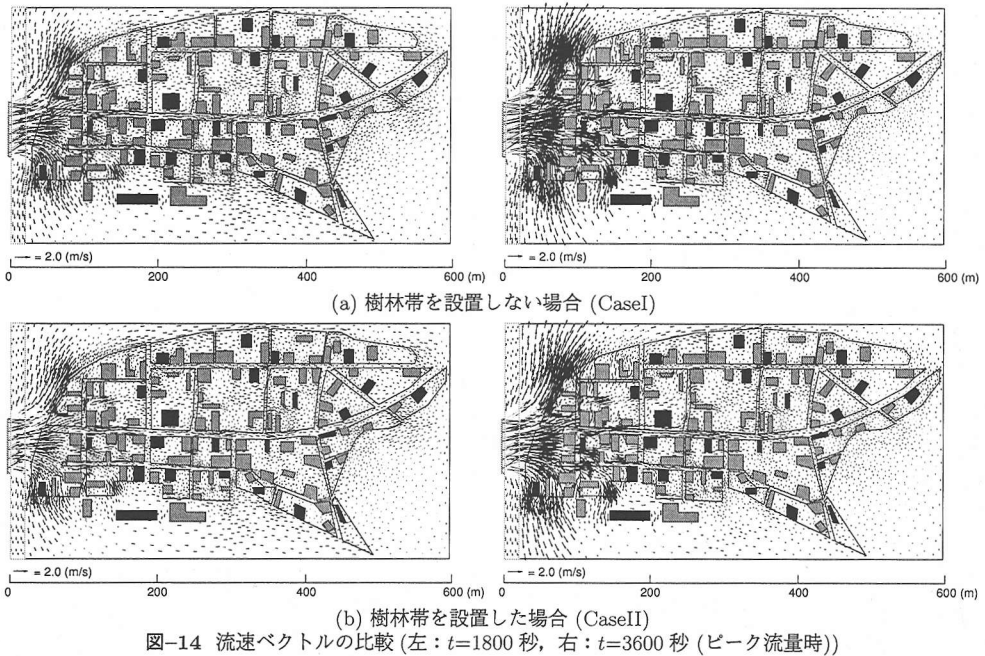 = 2.0 (m/s)
= 2.0 (m/s)
0 200 400 600 (m)
0 200 400 600 (m)
(a) 樹林帯を設置しない場合 (CaseI)
= 2.0 (m/s)
= 2.0 (m/s)
0 200 400 600 (m)
0 200 400 600 (m)
(b) 樹林帯を設置した場合 (CaseII)
図–14 流速ベクトルの比較 (左：t=1800 秒，右：t=3600 秒 (ピーク流量時))